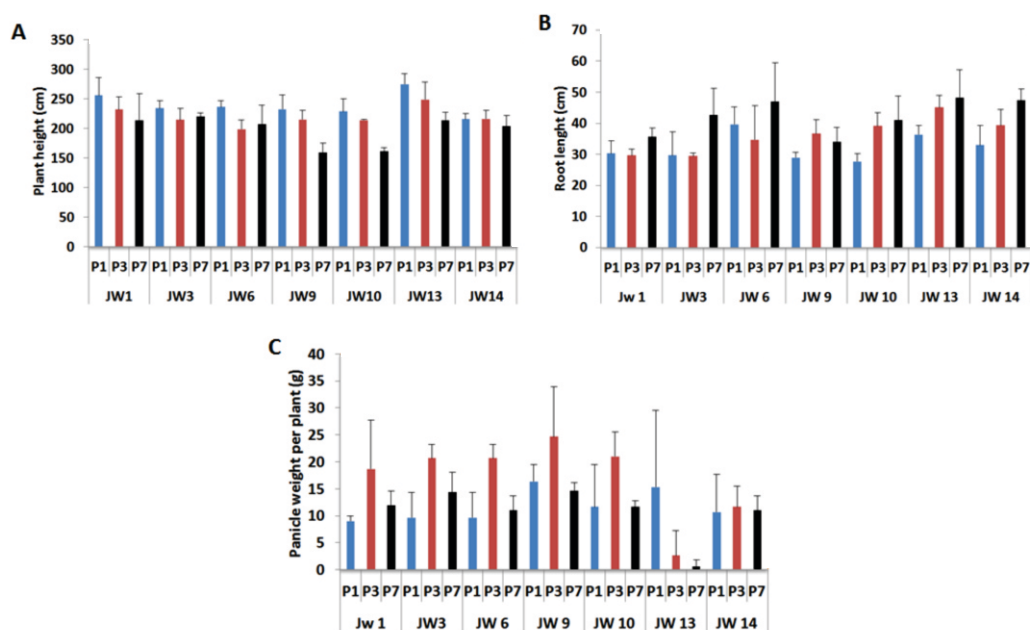 A
Plant height (cm)
350
300
250
200
150
100
50
0
P1 P3 P7 P1 P3 P7 P1 P3 P7 P1 P3 P7 P1 P3 P7 P1 P3 P7 P1 P3 P7
JW1 JW3 JW6 JW9 JW10 JW13 JW14
B
Root lenght (cm)
70
60
50
40
30
20
10
0
P1 P3 P7 P1 P3 P7 P1 P3 P7 P1 P3 P7 P1 P3 P7 P1 P3 P7 P1 P3 P7
Jw 1 JW3 JW 6 JW 9 JW 10 JW 13 JW 14
C
Panicle weight per plant (g)
40
35
30
25
20
15
10
5
0
P1 P3 P7 P1 P3 P7 P1 P3 P7 P1 P3 P7 P1 P3 P7 P1 P3 P7 P1 P3 P7
Jw 1 JW3 JW 6 JW 9 JW 10 JW 13 JW 14